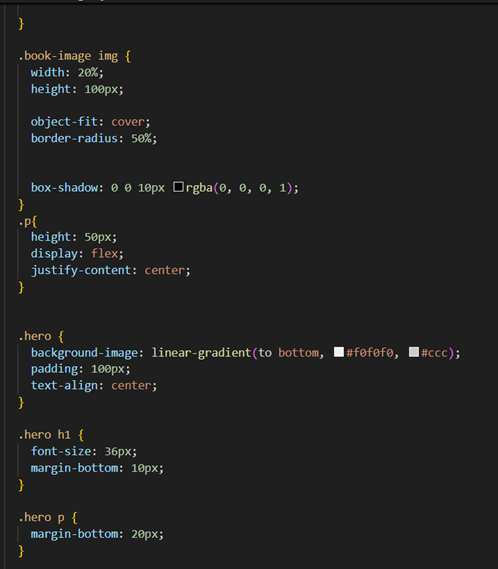 }
.book-image img {
width: 20%;
height: 100px;
object-fit: cover;
border-radius: 50%;
box-shadow: 0 0 10px rgba(0, 0, 0, 1);
}
.p{
height: 50px;
display: flex;
justify-content: center;
}
.hero {
background-image: linear-gradient(to bottom, #f0f0f0, #ccc);
padding: 100px;
text-align: center;
}
.hero h1 {
font-size: 36px;
margin-bottom: 10px;
}
.hero p {
margin-bottom: 20px;
}